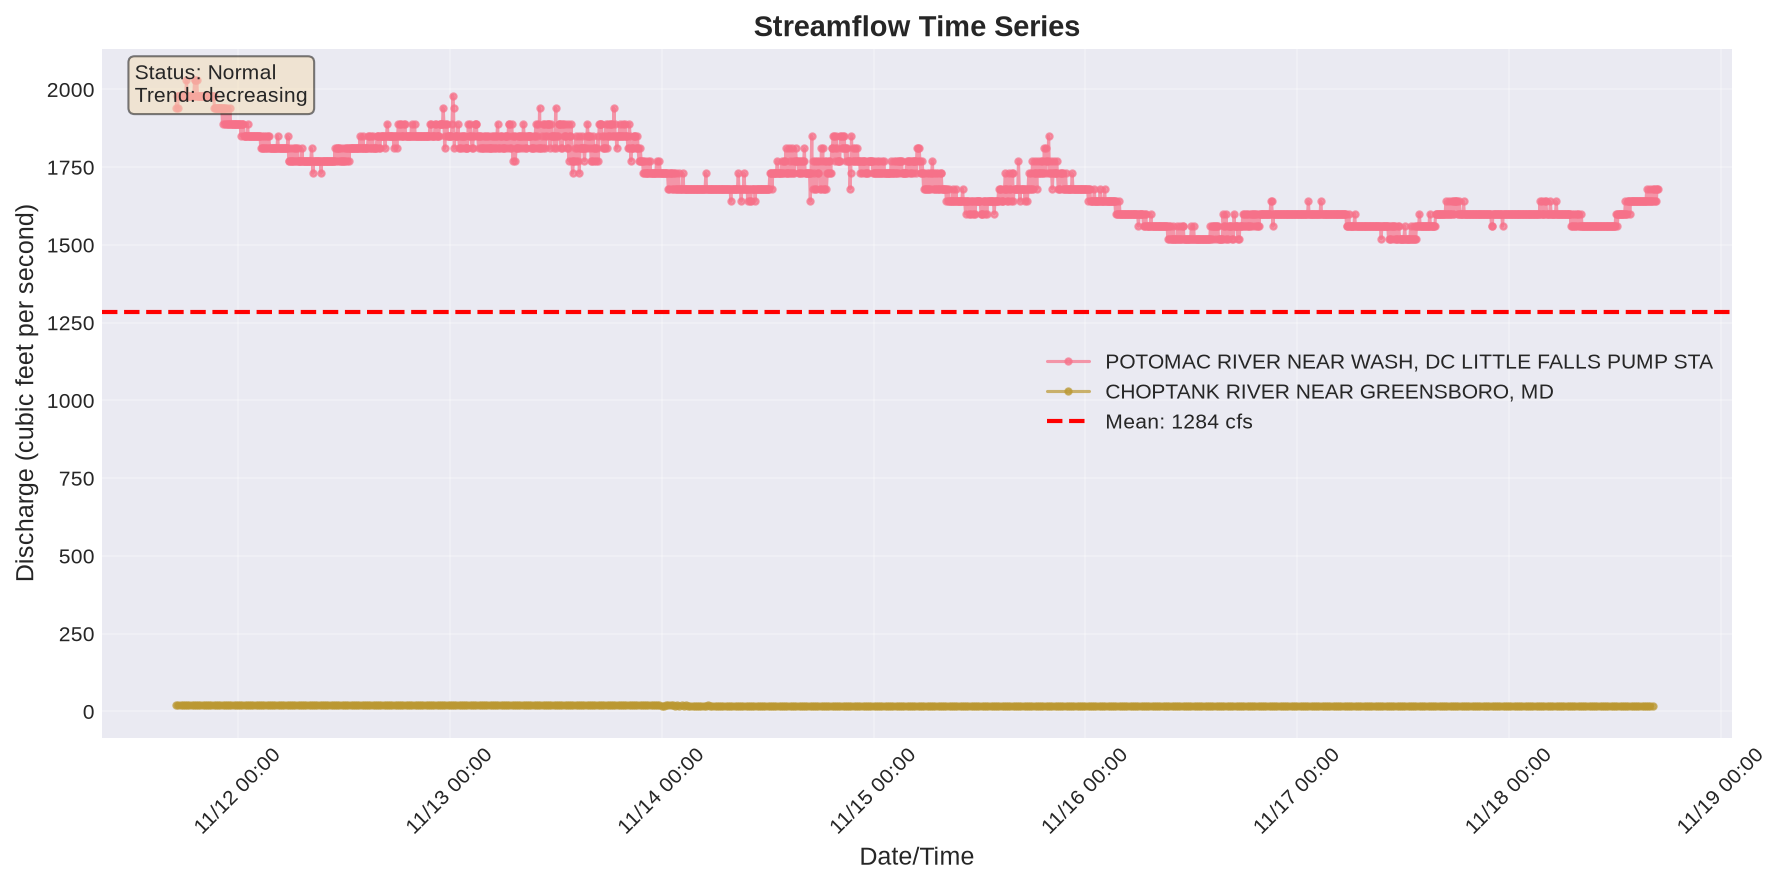 Streamflow Time Series
Status: Normal
Trend: decreasing
Discharge (cubic feet per second)
2000
1750
1500
1250
1000
750
500
250
0
POTOMAC RIVER NEAR WASH, DC LITTLE FALLS PUMP STA
CHOPTANK RIVER NEAR GREENSBORO, MD
Mean: 1284 cfs
11/12 00:00
11/13 00:00
11/14 00:00
11/15 00:00
11/16 00:00
11/17 00:00
11/18 00:00
11/19 00:00
Date/Time